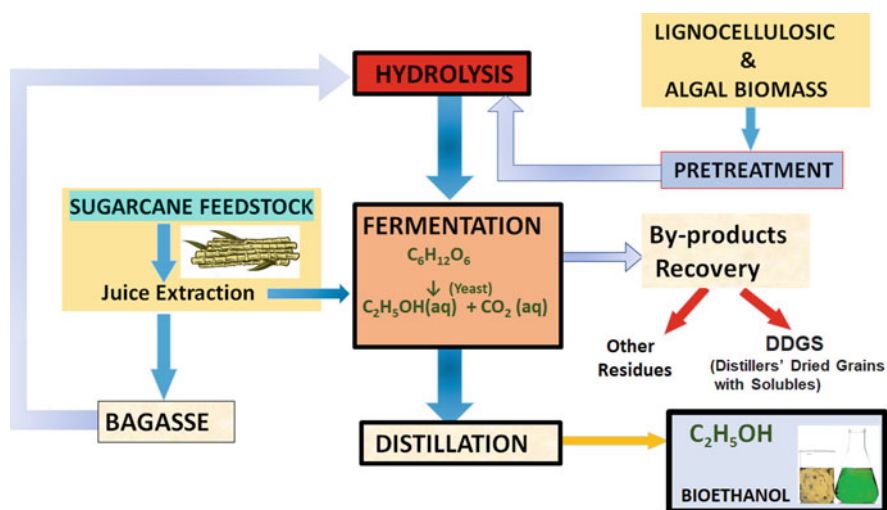 HYDROLYSIS
LIGNOCELLULOSIC
&
ALGAL BIOMASS
PRETREATMENT
SUGARCANE FEEDSTOCK
Juice Extraction
BAGASSE
FERMENTATION
C₆H₁₂O₆
↓ (Yeast)
C₂H₅OH(aq) + CO₂ (aq)
By-products
Recovery
Other
Residues
DDGS
(Distillers' Dried Grains
with Solubles)
DISTILLATION
C₂H₅OH
BIOETHANOL